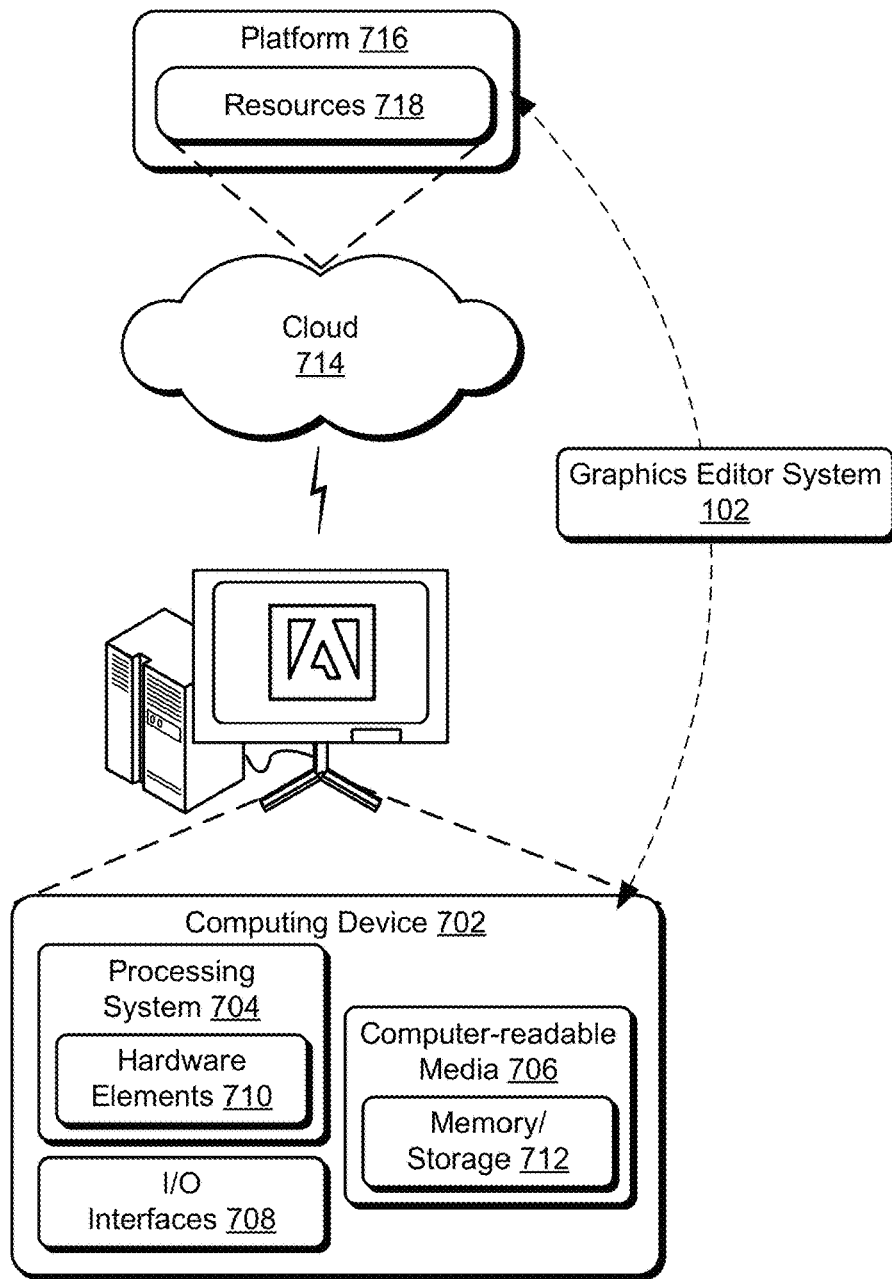 Platform 716
Resources 718
Cloud
714
Graphics Editor System
102
Computing Device 702
Processing
System 704
Hardware
Elements 710
I/O
Interfaces 708
Computer-readable
Media 706
Memory/
Storage 712